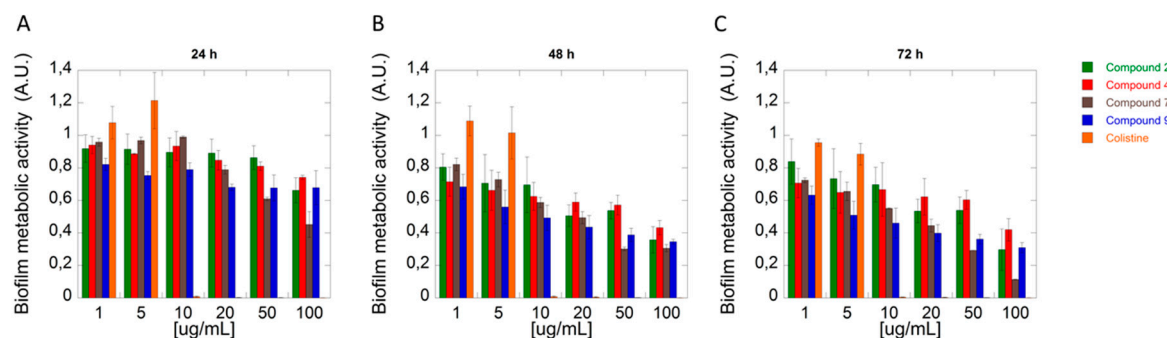 A
24 h
Biofilm metabolic activity (A.U.)
1,4
1,2
1
0,8
0,6
0,4
0,2
0
1 5 10 20 50 100
[ug/mL]
B
48 h
Biofilm metabolic activity (A.U.)
1,4
1,2
1
0,8
0,6
0,4
0,2
0
1 5 10 20 50 100
[ug/mL]
C
72 h
Biofilm metabolic activity (A.U.)
1,4
1,2
1
0,8
0,6
0,4
0,2
0
1 5 10 20 50 100
[ug/mL]
Compound 2
Compound 4
Compound 7
Compound 9
Colistine